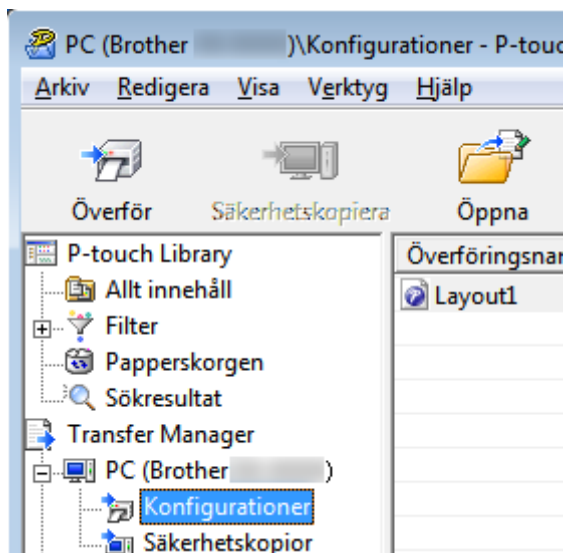 PC (Brother )\Konfigurationer - P-touc
Arkiv Redigera Visa Verktyg Hjälp
Överför Säkerhetskopiera Öppna
P-touch Library
Allt innehåll
Filter
Papperskorgen
Sökresultat
Transfer Manager
PC (Brother )
Konfigurationer
Säkerhetskopior
Överföringsnar
Layout1